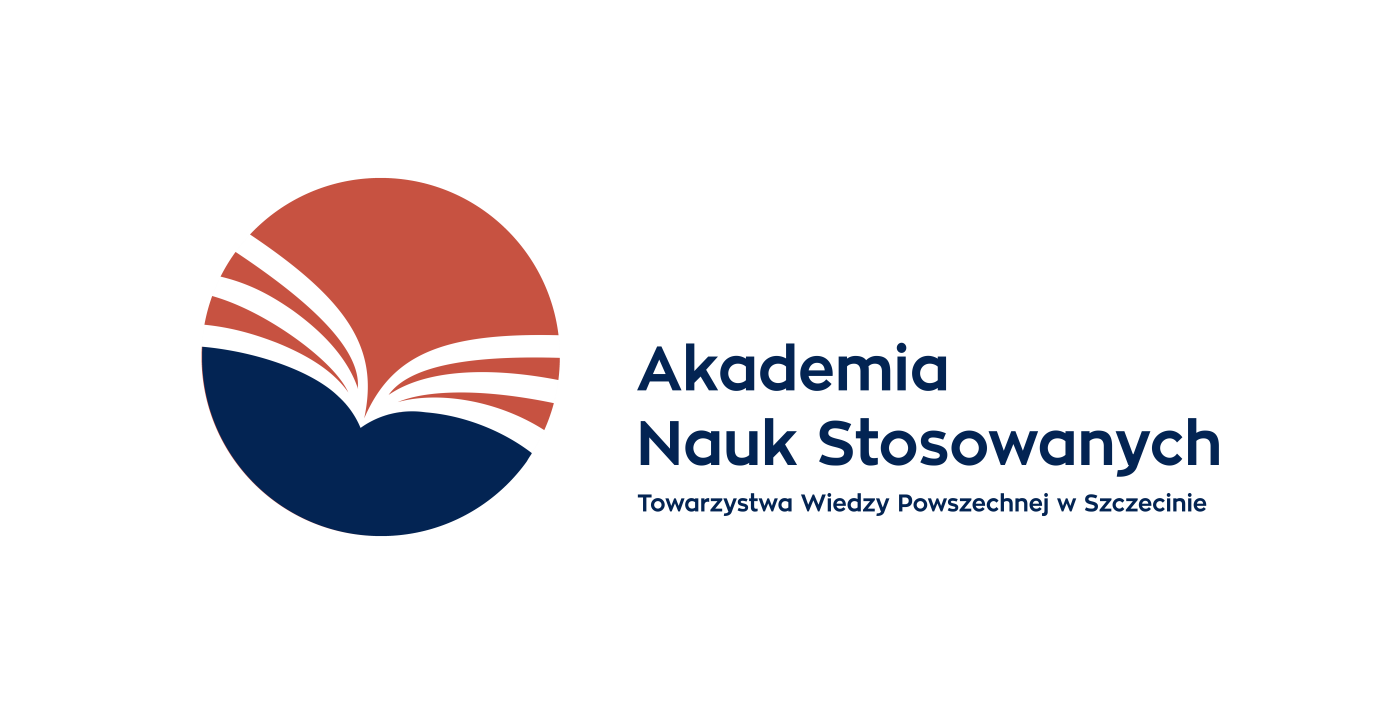 Akademia
Nauk Stosowanych
Towarzystwa Wiedzy Powszechnej w Szczecinie